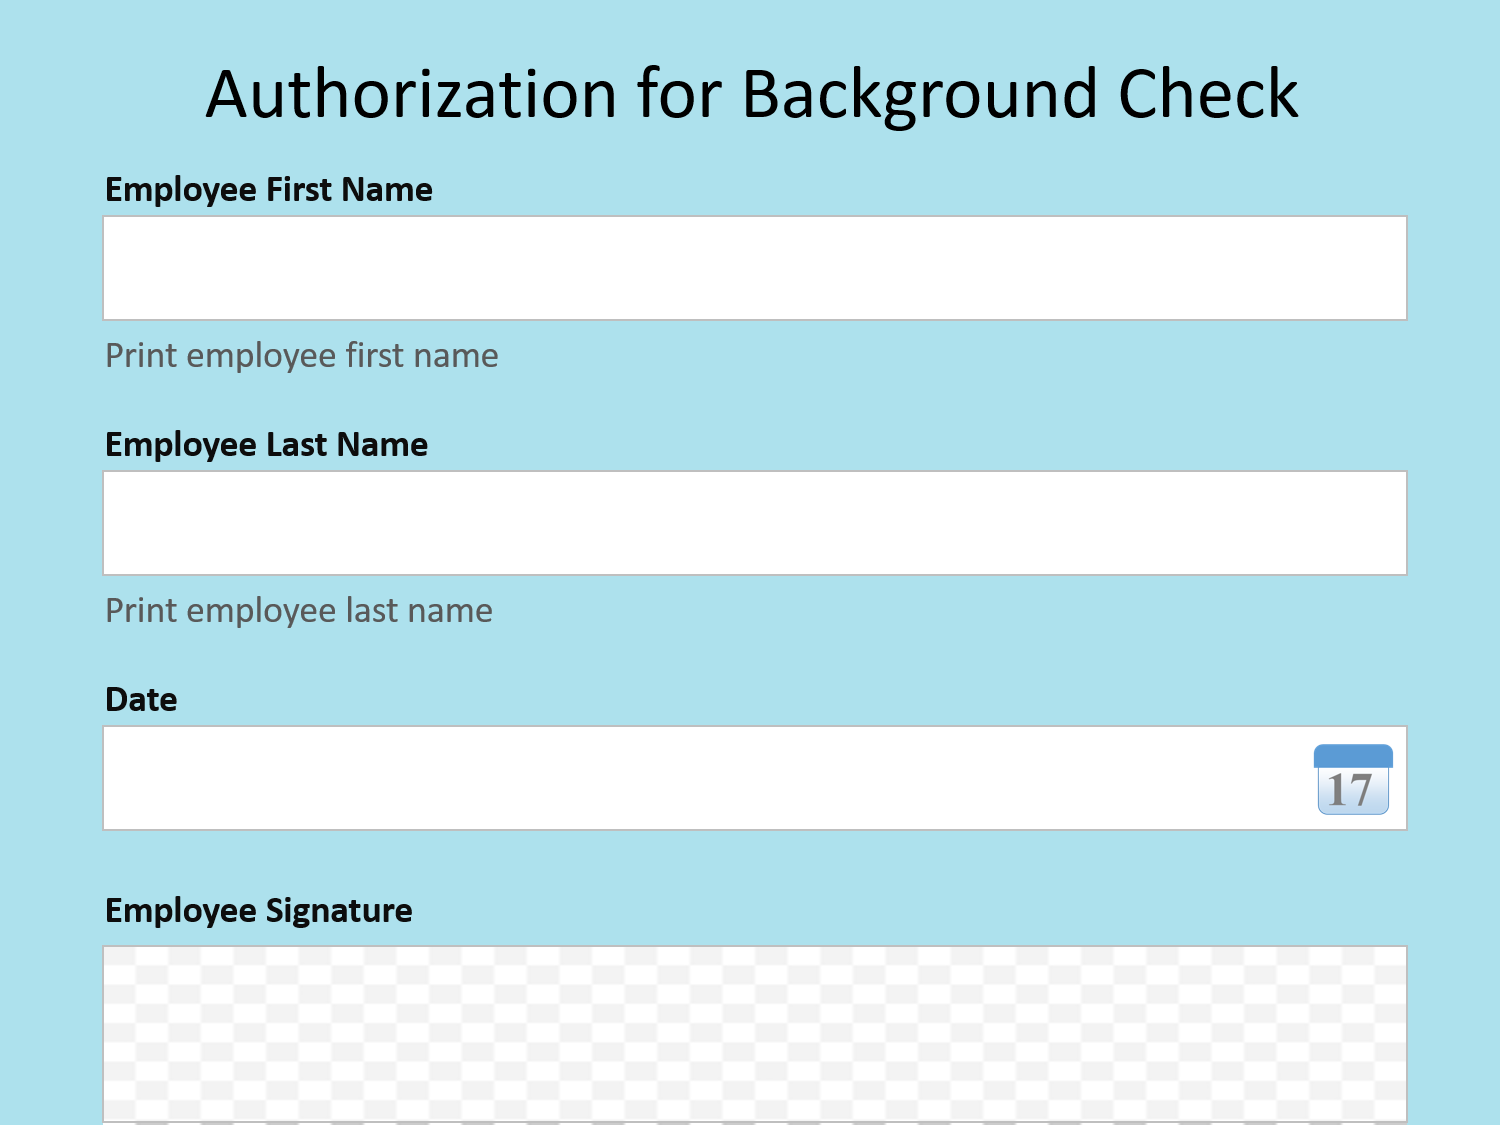 Authorization for Background Check
Employee First Name
Print employee first name
Employee Last Name
Print employee last name
Date
17
Employee Signature